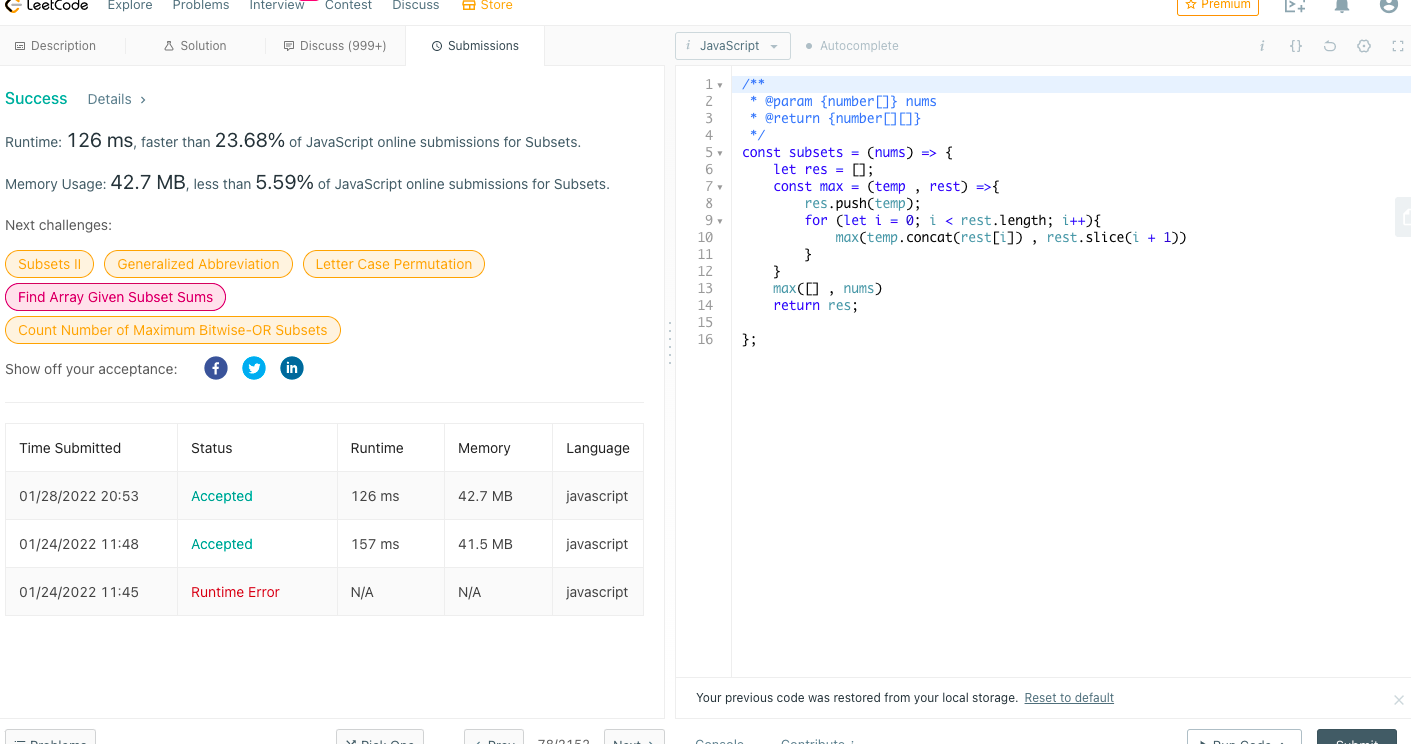 LeetCode Explore Problems Interview Contest Discuss Store Premium
Description Solution Discuss (999+) Submissions
i JavaScript Autocomplete i {}
Success Details >
Runtime: 126 ms, faster than 23.68% of JavaScript online submissions for Subsets.
Memory Usage: 42.7 MB, less than 5.59% of JavaScript online submissions for Subsets.
Next challenges:
Subsets II Generalized Abbreviation Letter Case Permutation
Find Array Given Subset Sums
Count Number of Maximum Bitwise-OR Subsets
Show off your acceptance:
Time Submitted Status Runtime Memory Language
01/28/2022 20:53 Accepted 126 ms 42.7 MB javascript
01/24/2022 11:48 Accepted 157 ms 41.5 MB javascript
01/24/2022 11:45 Runtime Error N/A N/A javascript
1 /**
2 * @param {number[]} nums
3 * @return {number[][]}
4 */
5 const subsets = (nums) => {
6 let res = [];
7 const max = (temp , rest) =>{
8 res.push(temp);
9 for (let i = 0; i < rest.length; i++){
10 max(temp.concat(rest[i]) , rest.slice(i + 1))
11 }
12 }
13 max([] , nums)
14 return res;
15
16 };
Your previous code was restored from your local storage. Reset to default
Problems Pick One < Prev 78/2152 Next > Console Contribute i Run Code Submit